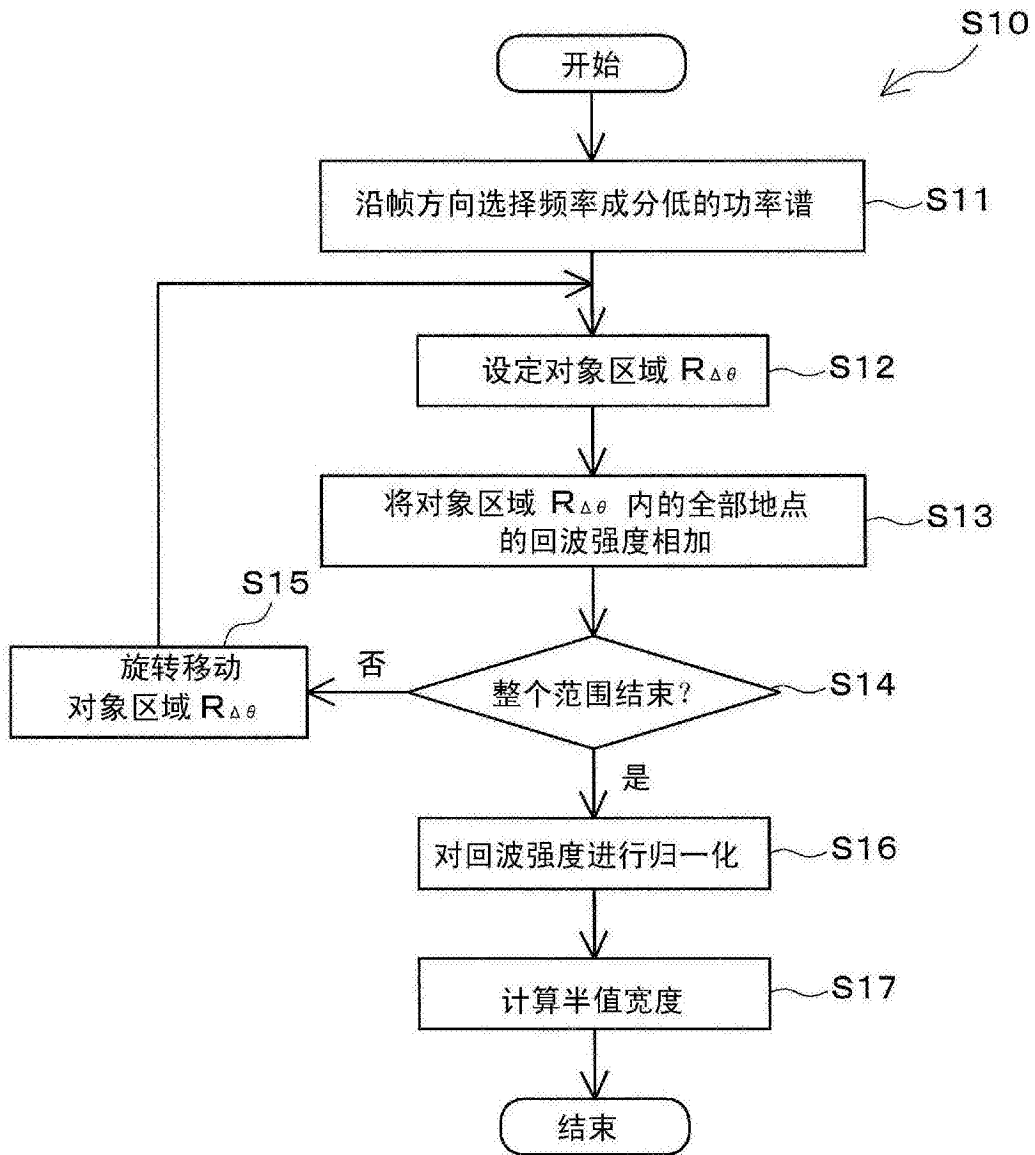 S10
开始
沿帧方向选择频率成分低的功率谱
S11
设定对象区域 RΔθ
S12
将对象区域 RΔθ 内的全部地点
的回波强度相加
S13
S15
旋转移动
对象区域 RΔθ
否
整个范围结束？
S14
是
对回波强度进行归一化
S16
计算半值宽度
S17
结束